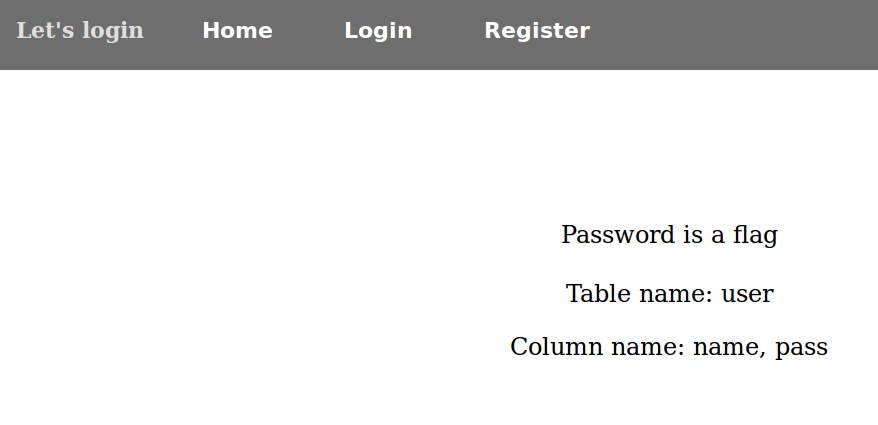 Let's login Home Login Register
Password is a flag
Table name: user
Column name: name, pass